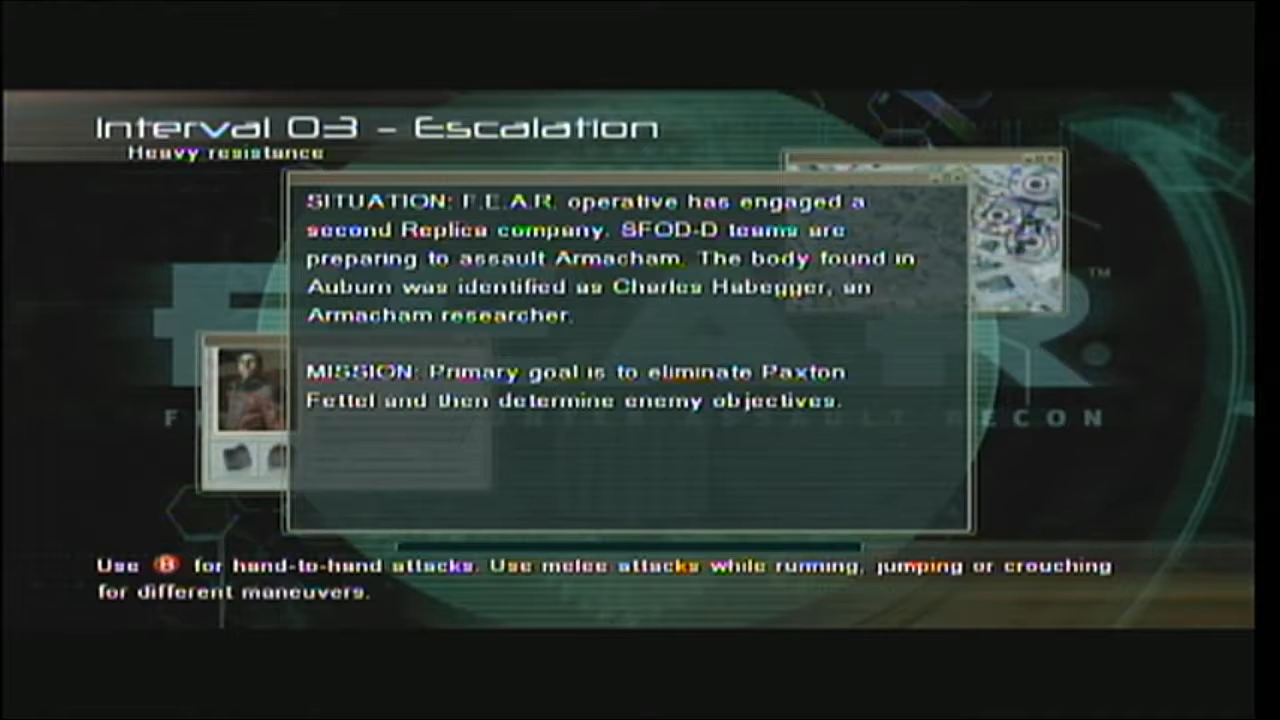 Interval 03 - Escalation
Heavy resistance
SITUATION: F.E.A.R. operative has engaged a
second Replica company. SFOD-D teams are
preparing to assault Armacham. The body found in
Auburn was identified as Charles Habegger, an
Armacham researcher.
MISSION: Primary goal is to eliminate Paxton
Fettel and then determine enemy objectives.
RECON
TM
Use B for hand-to-hand attacks. Use melee attacks while running, jumping or crouching
for different maneuvers.